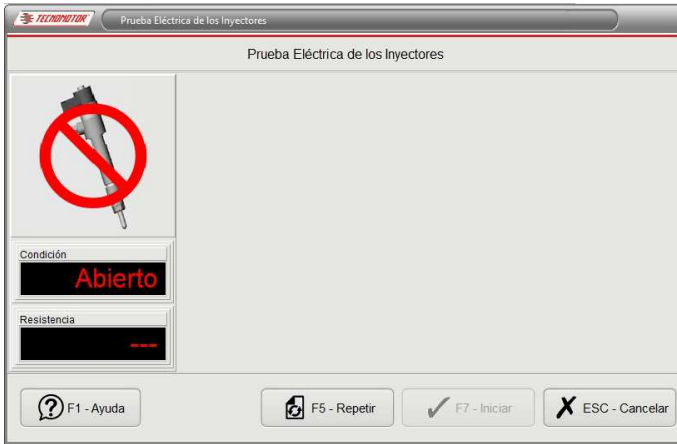 TECNOMOTOR Prueba Eléctrica de los Inyectores
Prueba Eléctrica de los Inyectores
Condición
Abierto
Resistencia
---
F1 - Ayuda
F5 - Repetir
F7 - Iniciar
ESC - Cancelar